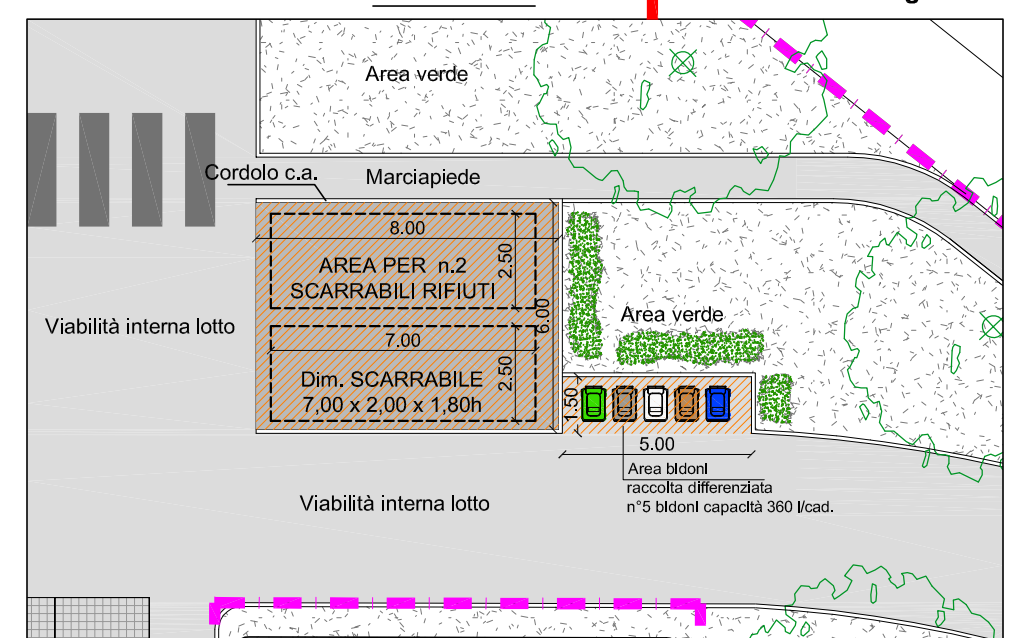 Area verde
Cordolo c.a.
Marciapiede
8.00
2.50
AREA PER n.2
SCARRABILI RIFIUTI
6.00
Viabilità interna lotto
Area verde
7.00
2.50
Dim. SCARRABILE
7,00 x 2,00 x 1,80h
1.50
5.00
Area bidoni
raccolta differenziata
n°5 bidoni capacità 360 l/cad.
Viabilità interna lotto